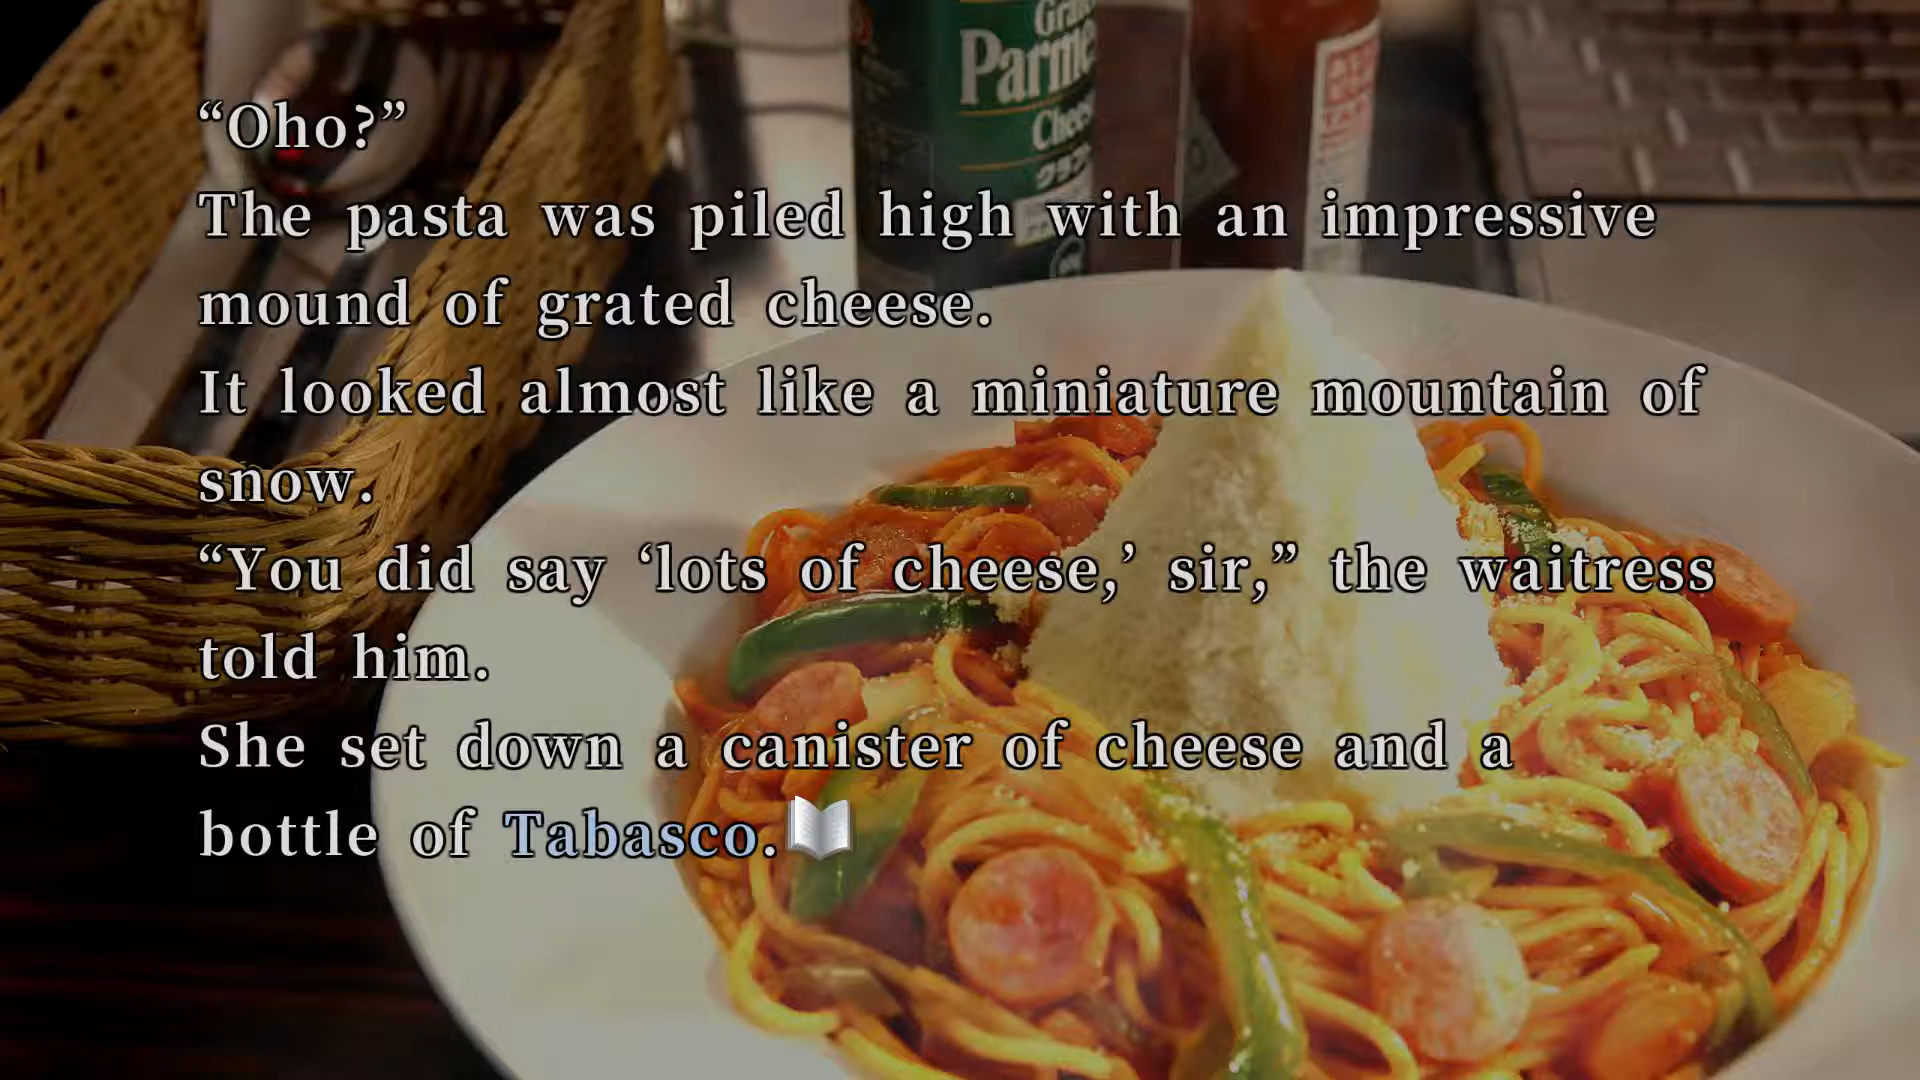 Parme
Chees
“Oho?”
The pasta was piled high with an impressive
mound of grated cheese.
It looked almost like a miniature mountain of
snow.
“You did say ‘lots of cheese,’ sir,” the waitress
told him.
She set down a canister of cheese and a
bottle of Tabasco.